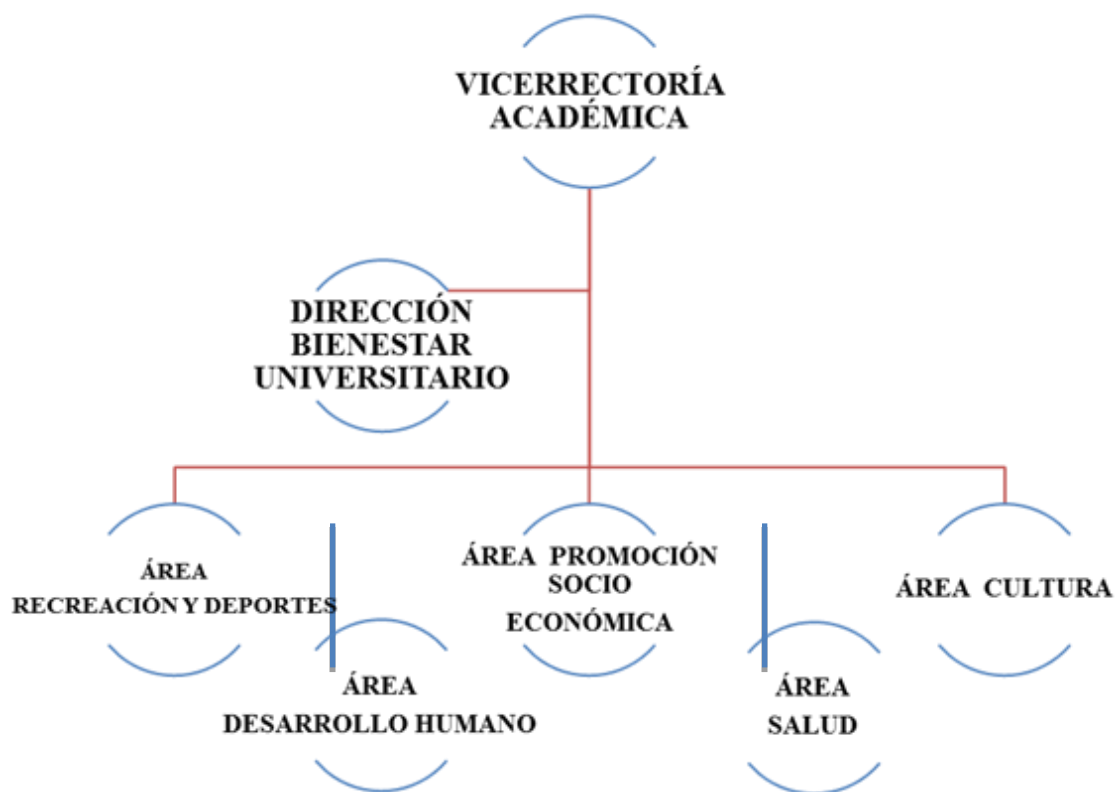 VICERRECTORÍA
ACADÉMICA
DIRECCIÓN
BIENESTAR
UNIVERSITARIO
ÁREA
RECREACIÓN Y DEPORTES
ÁREA PROMOCIÓN
SOCIO
ECONÓMICA
ÁREA CULTURA
ÁREA
DESARROLLO HUMANO
ÁREA
SALUD